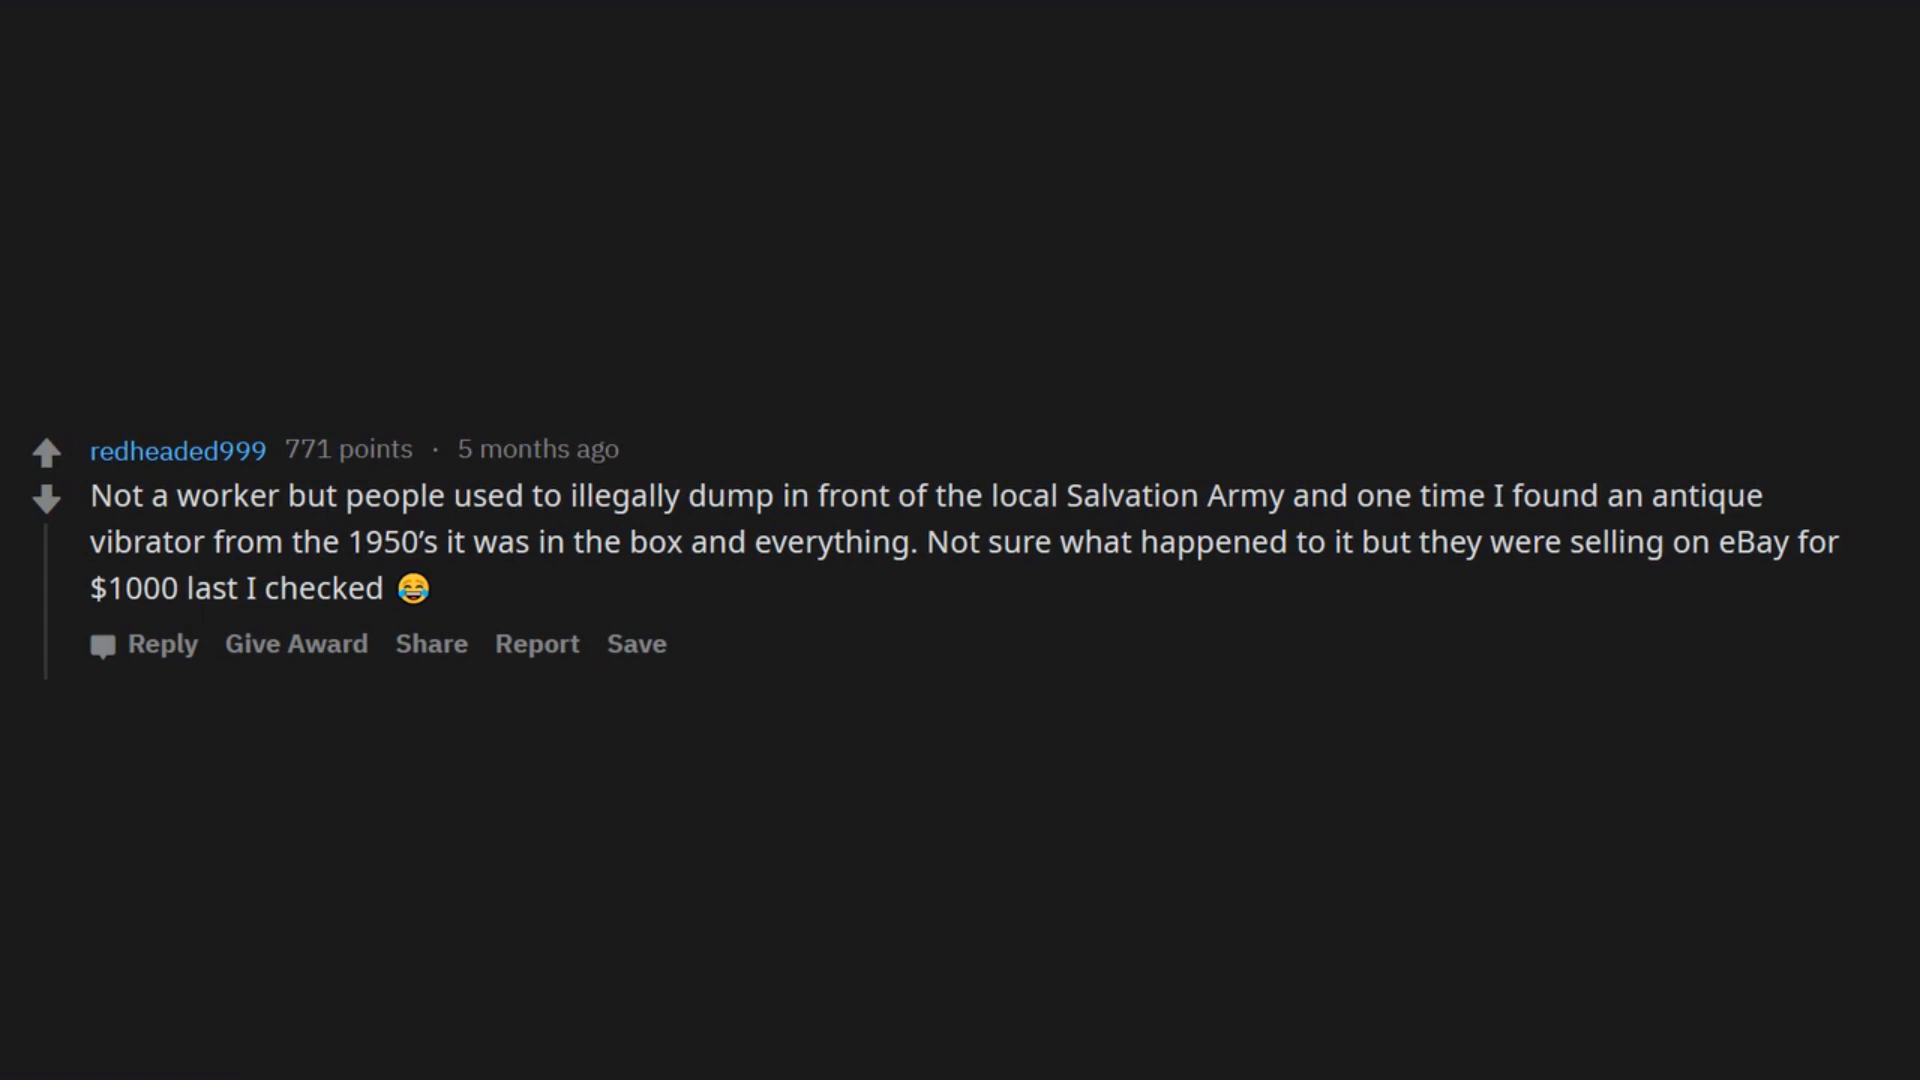 redheaded999 771 points · 5 months ago
Not a worker but people used to illegally dump in front of the local Salvation Army and one time I found an antique
vibrator from the 1950’s it was in the box and everything. Not sure what happened to it but they were selling on eBay for
$1000 last I checked 😂
Reply Give Award Share Report Save